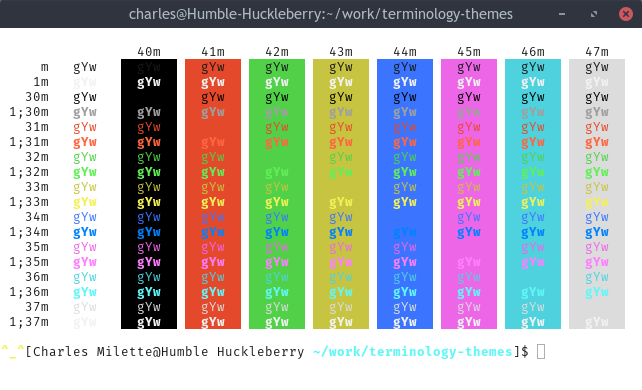 charles@Humble-Huckleberry:~/work/terminology-themes
40m 41m 42m 43m 44m 45m 46m 47m
m gYw gYw gYw gYw gYw gYw gYw gYw gYw
1m gYw gYw gYw gYw gYw gYw gYw gYw gYw
30m gYw gYw gYw gYw gYw gYw gYw gYw
1;30m gYw gYw gYw gYw gYw gYw gYw gYw gYw
31m gYw gYw gYw gYw gYw gYw gYw gYw
1;31m gYw gYw gYw gYw gYw gYw gYw gYw gYw
32m gYw gYw gYw gYw gYw gYw gYw gYw
1;32m gYw gYw gYw gYw gYw gYw gYw gYw gYw
33m gYw gYw gYw gYw gYw gYw gYw gYw
1;33m gYw gYw gYw gYw gYw gYw gYw gYw gYw
34m gYw gYw gYw gYw gYw gYw gYw gYw
1;34m gYw gYw gYw gYw gYw gYw gYw gYw gYw
35m gYw gYw gYw gYw gYw gYw gYw gYw
1;35m gYw gYw gYw gYw gYw gYw gYw gYw gYw
36m gYw gYw gYw gYw gYw gYw gYw gYw
1;36m gYw gYw gYw gYw gYw gYw gYw gYw gYw
37m gYw gYw gYw gYw gYw gYw gYw gYw
1;37m gYw gYw gYw gYw gYw gYw gYw gYw gYw
^_^[Charles Milette@Humble Huckleberry ~/work/terminology-themes]$